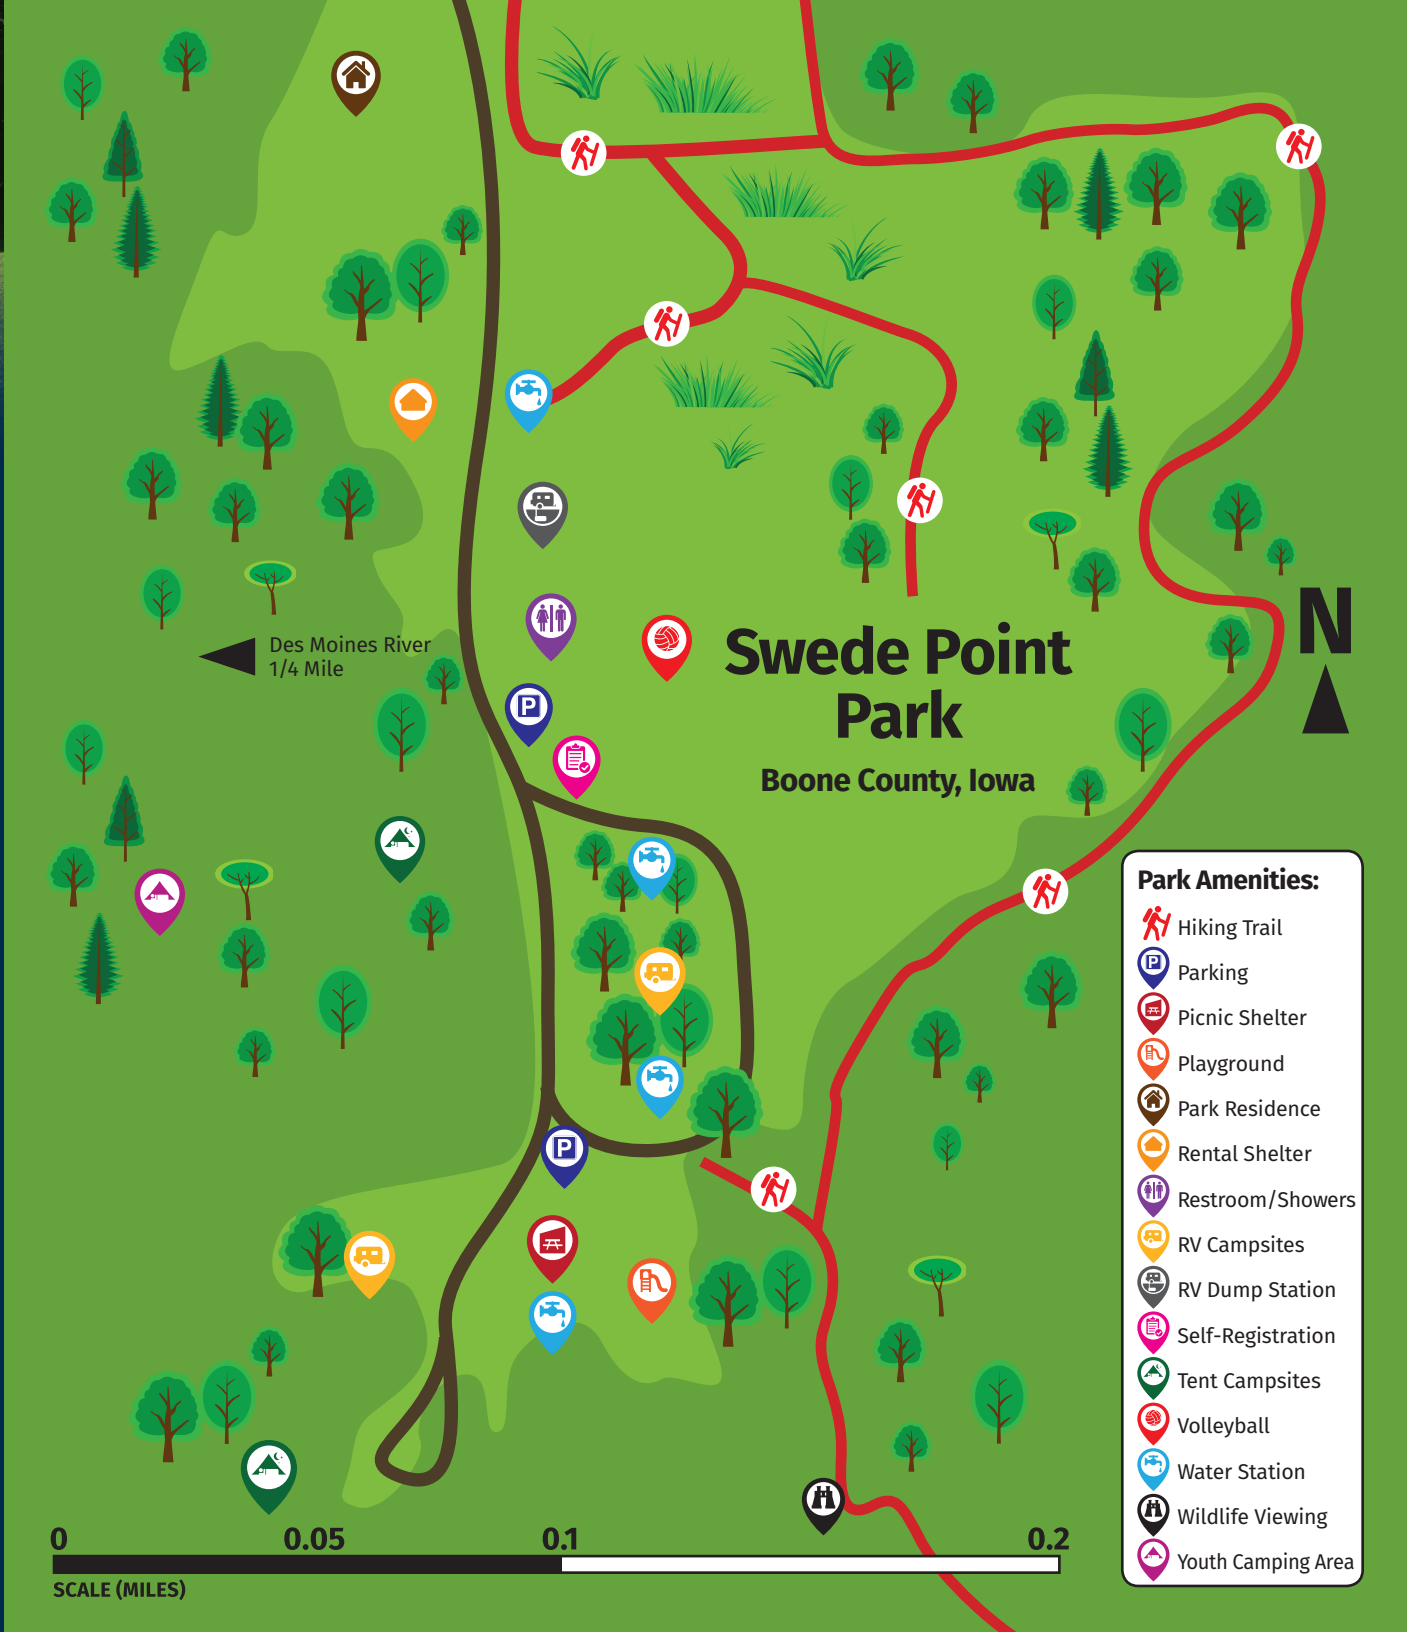 Des Moines River
1/4 Mile
Swede Point
Park
Boone County, Iowa
N
P
P
Park Amenities:
Hiking Trail
P
Parking
Picnic Shelter
Playground
Park Residence
Rental Shelter
Restroom/Showers
RV Campsites
RV Dump Station
Self-Registration
Tent Campsites
Volleyball
Water Station
Wildlife Viewing
Youth Camping Area
0 0.05 0.1 0.2
SCALE (MILES)